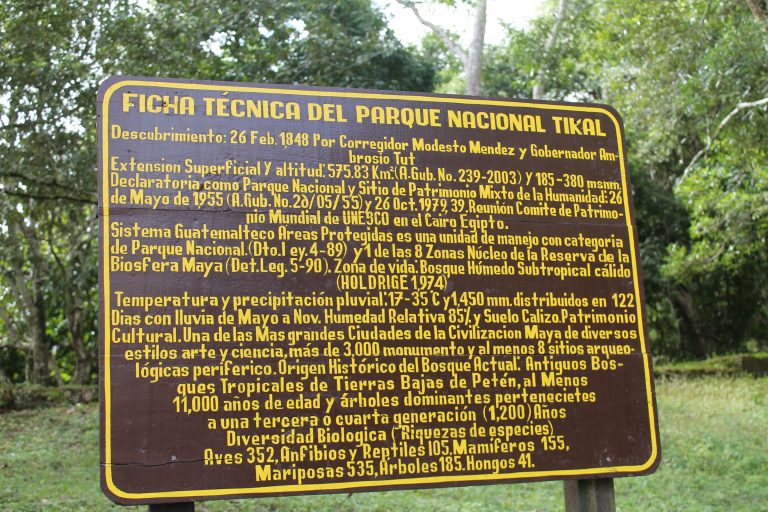 FICHA TÉCNICA DEL PARQUE NACIONAL TIKAL
Descubrimiento: 26 Feb. 1848 Por Corregidor Modesto Mendez y Gobernador Am-
brosio Tut
Extension Superficial Y altitud: 575.83 Km². (A.Gub.No. 239-2003) Y 185-380 msnm.
Declaratoria como Parque Nacional y Sitio de Patrimonio Mixto de la Humanidad: 26
de Mayo de 1955 (A.Gub.No.26/05/55) y 26 Oct.1979, 39.Reunión Comite de Patrimo-
nio Mundial de UNESCO en el Cairo Egipto.
Sistema Guatemalteco Areas Protegidas es una unidad de manejo con categoria
de Parque Nacional.(Dto.Ley.4-89) y 1 de las 8 Zonas Núcleo de la Reserva de la
Biosfera Maya (Det.Leg.5-90). Zona de vida: Bosque Húmedo Subtropical cálido
(HOLDRIGE 1,974)
Temperatura y precipitación pluvial: 17-35°C y 1,450 mm. distribuidos en 122
Dias con lluvia de Mayo a Nov. Humedad Relativa 85% y Suelo Calizo. Patrimonio
Cultural. Una de las Mas grandes Ciudades de la Civilizacion Maya de diversos
estilos arte y ciencia, más de 3,000 monumento y al menos 8 sitios arqueo-
lógicas periferico. Origen Histórico del Bosque Actual: Antiguos Bos-
ques Tropicales de Tierras Bajas de Petén, al Menos
11,000 años de edad y árholes dominantes pertenecietes
a una tercera o cuarta generación (1,200) Años
Diversidad Biologica (Riquezas de especies)
Aves 352, Anfibios y Reptiles 105, Mamíferos 155,
Mariposas 535, Arboles 185. Hongos 41.